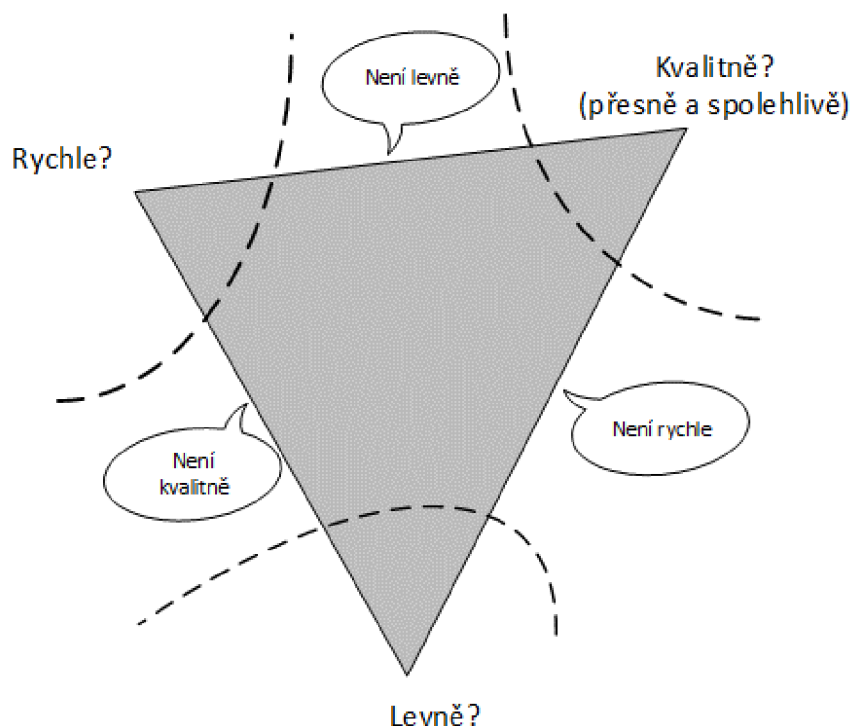 Není levně
Kvalitně?
(přesně a spolehlivě)
Rychle?
Není rychle
Není
kvalitně
Levně?